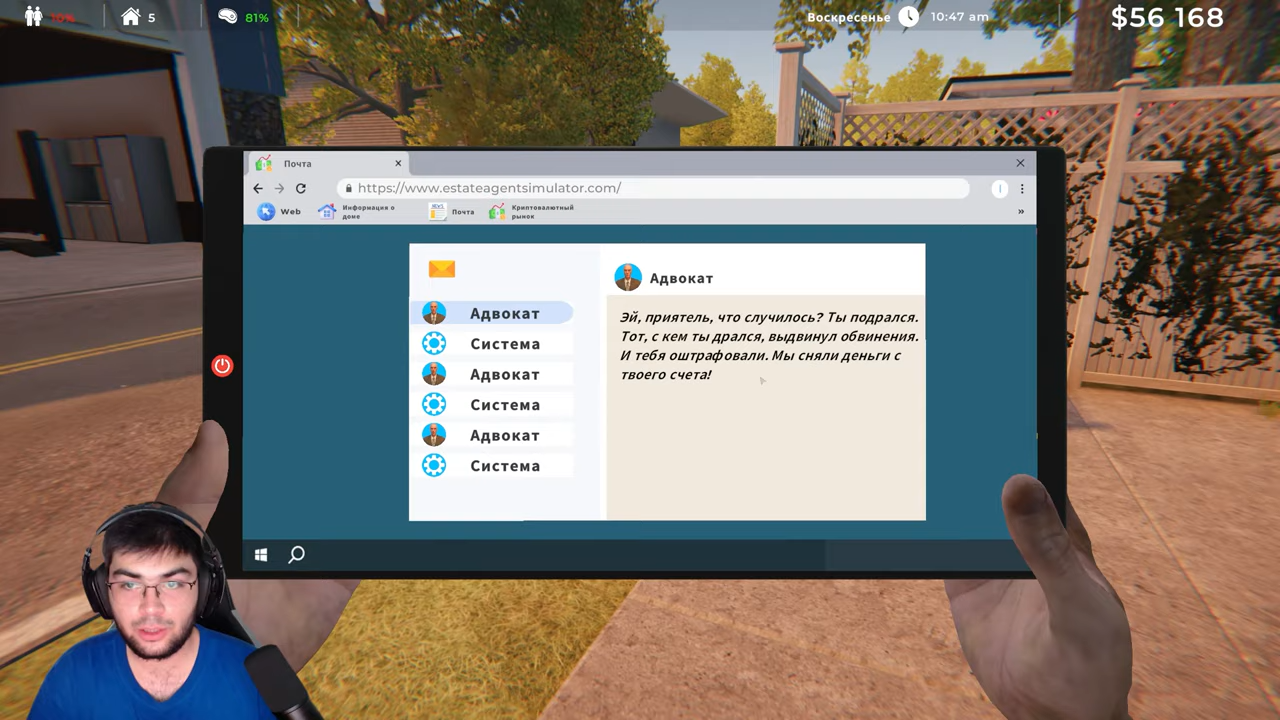 10%
5
81%
Воскресенье
10:47 am
$56 168
Почта
https://www.estateagentsimulator.com/
Web
Информация о
доме
NEWS
Почта
Криптовалютный
рынок
Адвокат
Система
Адвокат
Система
Адвокат
Система
Адвокат
Эй, приятель, что случилось? Ты подрался.
Тот, с кем ты дрался, выдвинул обвинения.
И тебя оштрафовали. Мы сняли деньги с
твоего счета!